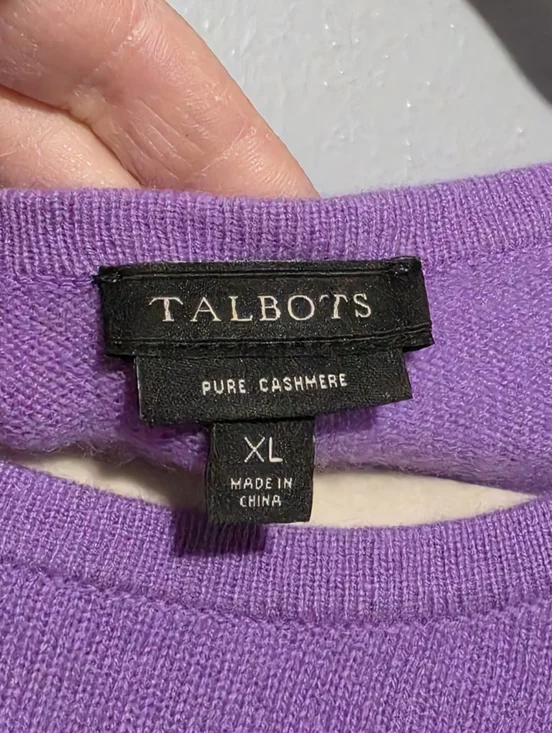 TALBOTS
PURE CASHMERE
XL
MADE IN
CHINA